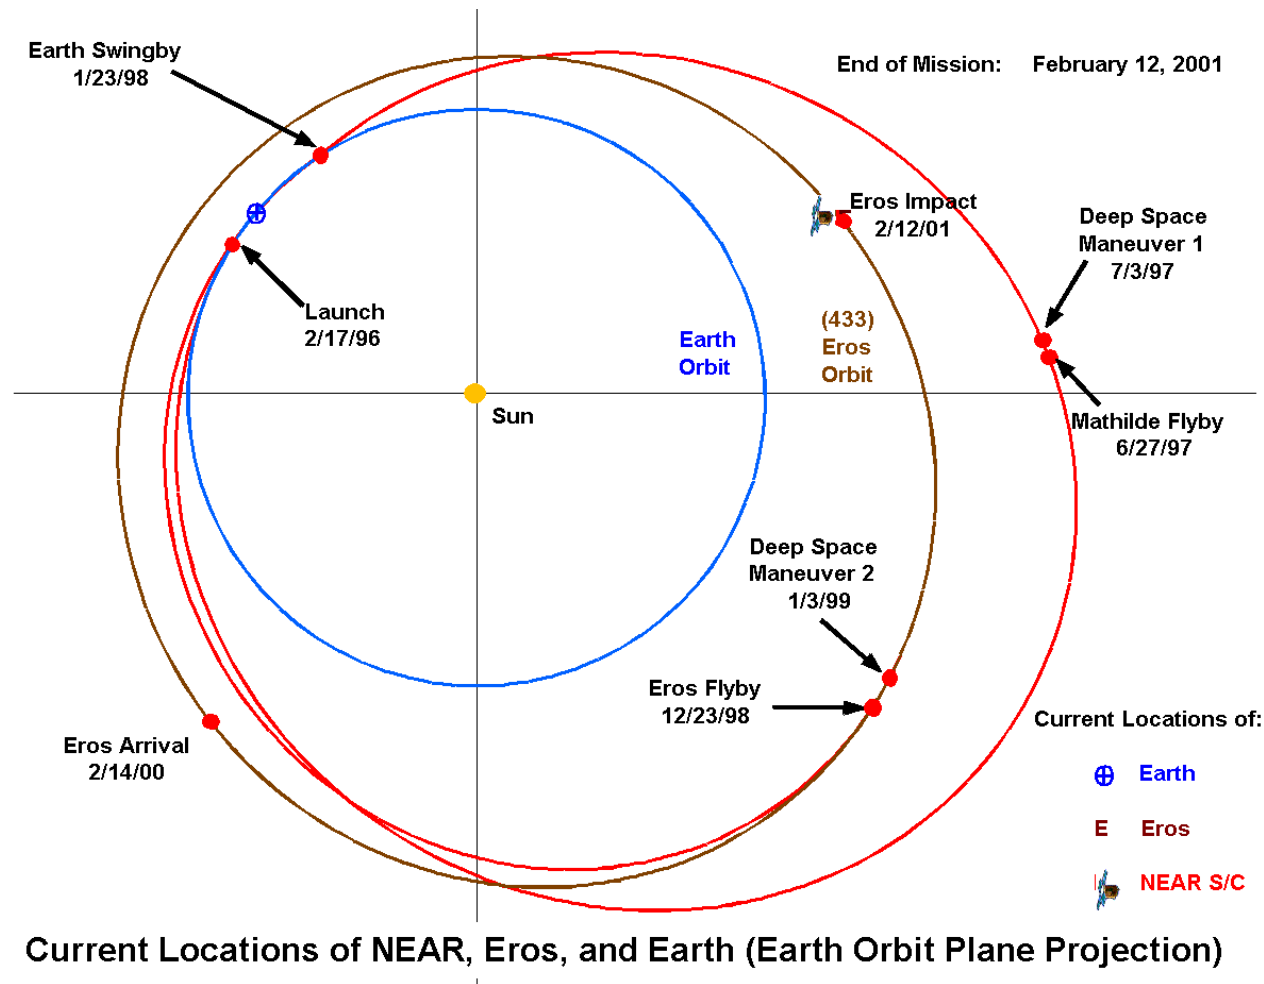 Earth Swingby
1/23/98
End of Mission: February 12, 2001
Eros Impact
2/12/01
Deep Space
Maneuver 1
7/3/97
Launch
2/17/96
Earth
Orbit
(433)
Eros
Orbit
Sun
Mathilde Flyby
6/27/97
Deep Space
Maneuver 2
1/3/99
Eros Flyby
12/23/98
Eros Arrival
2/14/00
Current Locations of:
Earth
E Eros
NEAR S/C
Current Locations of NEAR, Eros, and Earth (Earth Orbit Plane Projection)